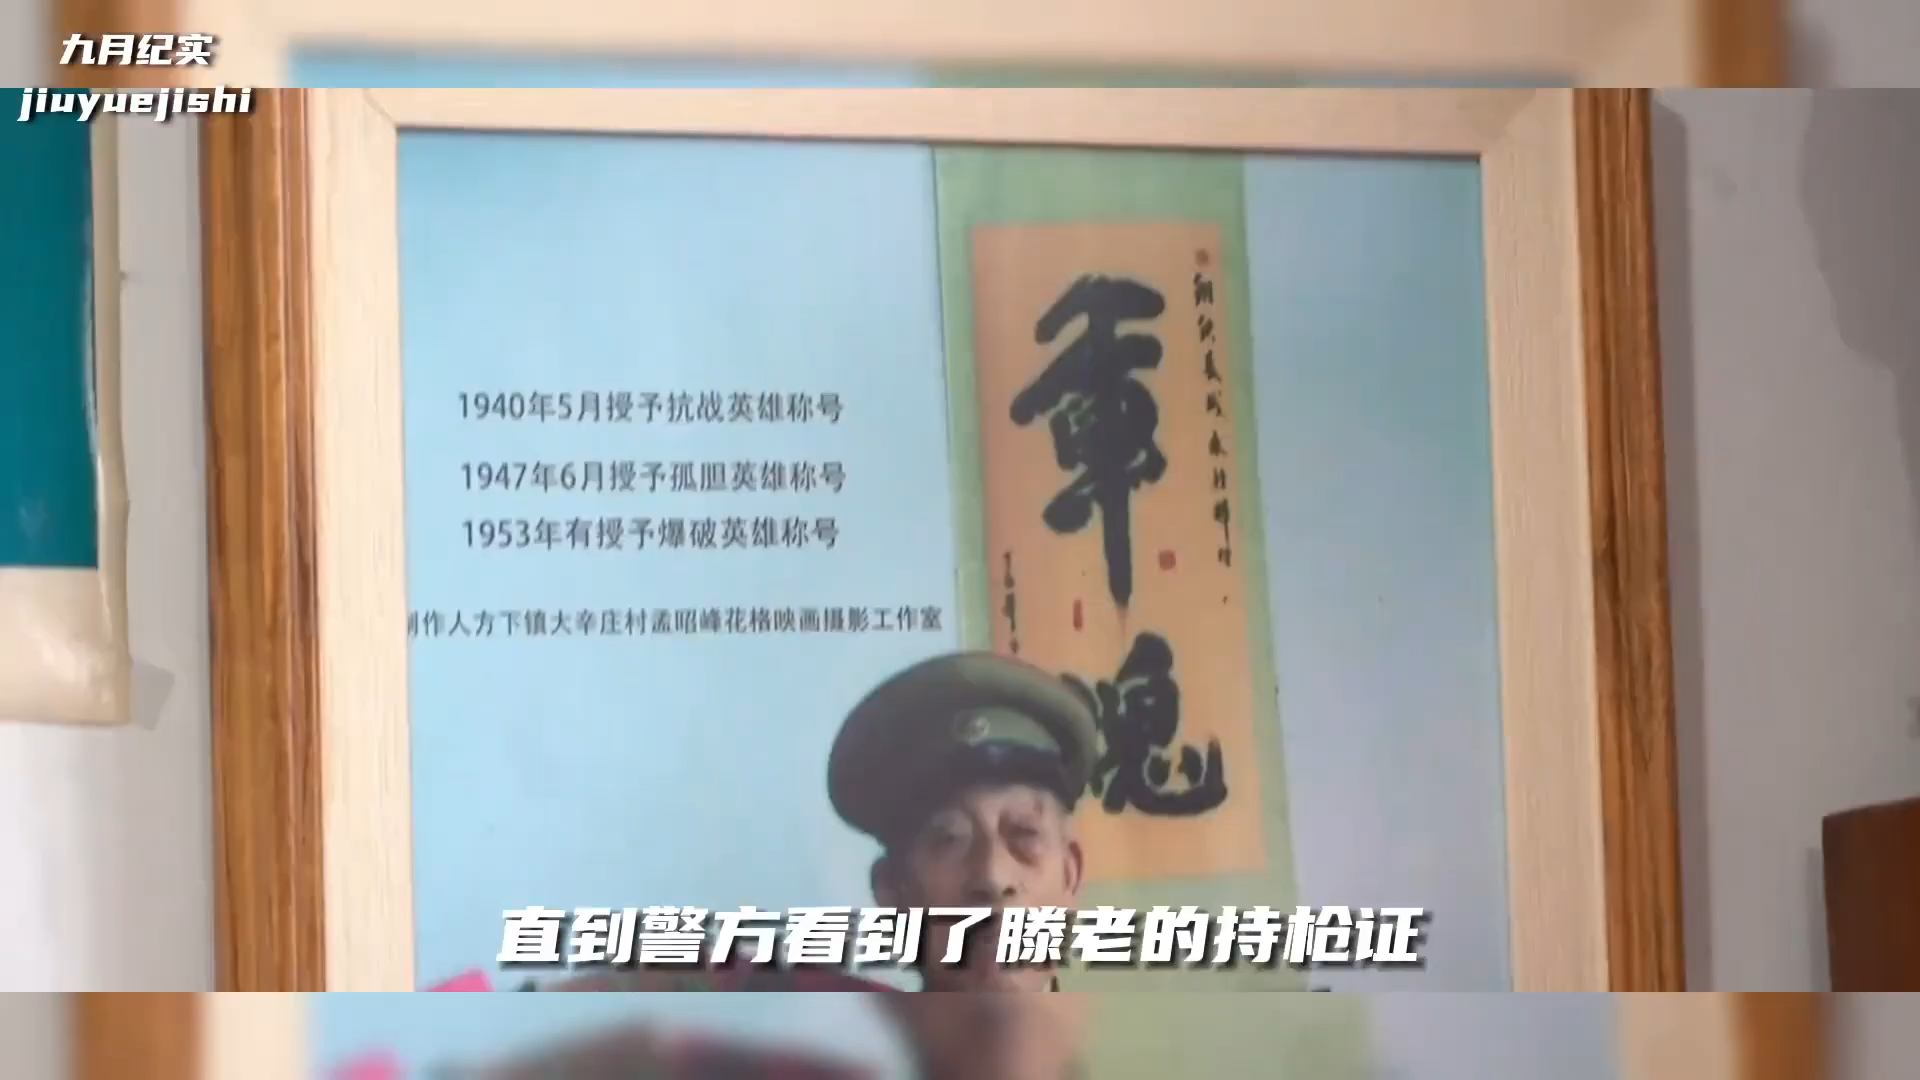 九月纪实
jiuyuejishi
1940年5月授予抗战英雄称号
1947年6月授予孤胆英雄称号
1953年有授予爆破英雄称号
制作人方下镇大辛庄村孟昭峰花格映画摄影工作室
军魂
直到警方看到了滕老的持枪证